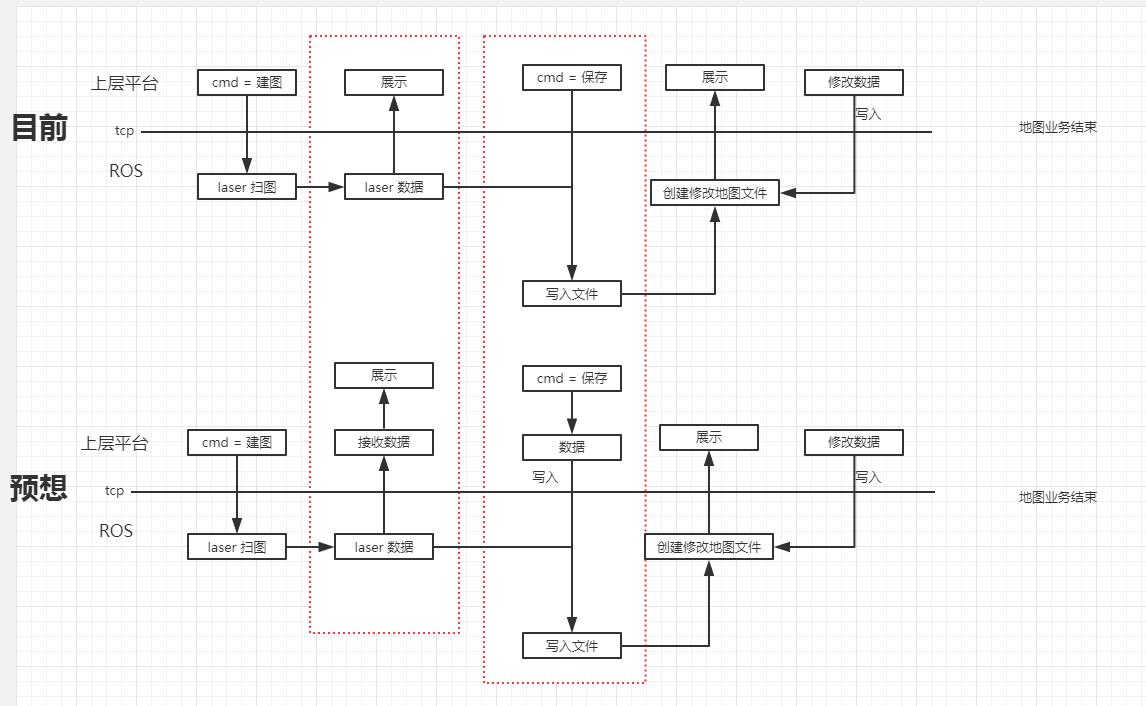 上层平台
cmd = 建图
展示
cmd = 保存
展示
修改数据
写入
目前
tcp
地图业务结束
ROS
laser 扫图
laser 数据
创建修改地图文件
写入文件
展示
cmd = 保存
上层平台
cmd = 建图
接收数据
数据
展示
修改数据
写入
写入
预想
tcp
地图业务结束
ROS
laser 扫图
laser 数据
创建修改地图文件
写入文件